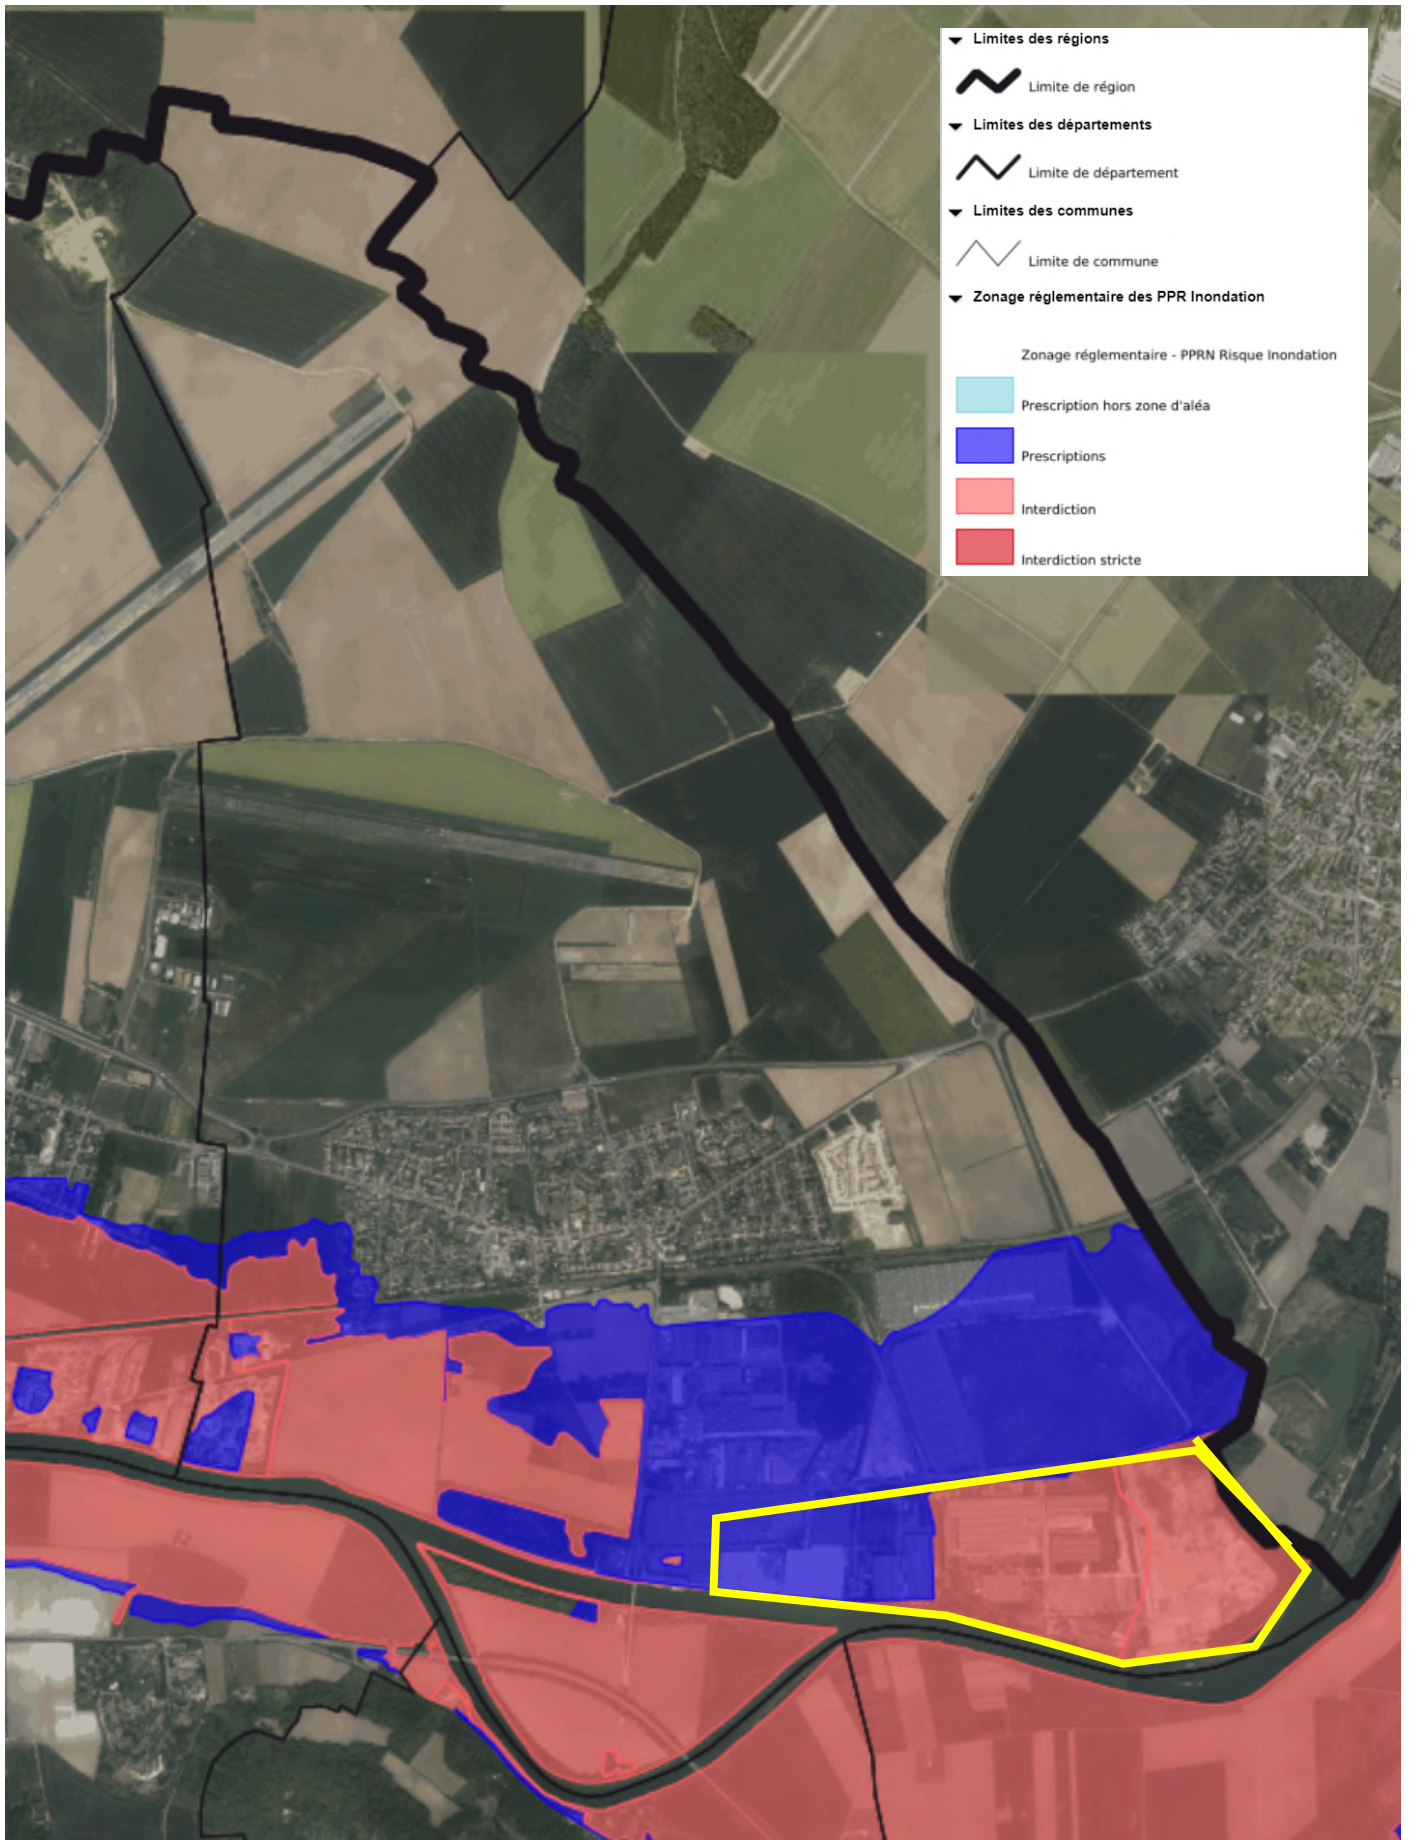 Limites des régions
Limite de région
Limites des départements
Limite de département
Limites des communes
Limite de commune
Zonage réglementaire des PPR Inondation
Zonage réglementaire - PPRN Risque Inondation
Prescription hors zone d'aléa
Prescriptions
Interdiction
Interdiction stricte